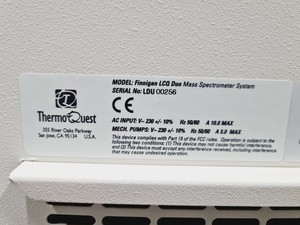 MODEL: Finnigan LCQ Duo Mass Spectrometer System
SERIAL No: LDU 00256
CE
AC INPUT: V~ 230 +/- 10% Hz 50/60 A 10.0 MAX
MECH. PUMPS: V~ 230 +/- 10% Hz 50/60 A 5.0 MAX
This device complies with Part 15 of the FCC Rules. Operation is subject to the
following two conditions: (1) This device may not cause harmful interference, and
(2) This device must accept any interference received, including interference
that may cause undesired operation.
ThermoQuest
355 River Oaks Parkway
San Jose, CA 95134 U.S.A.